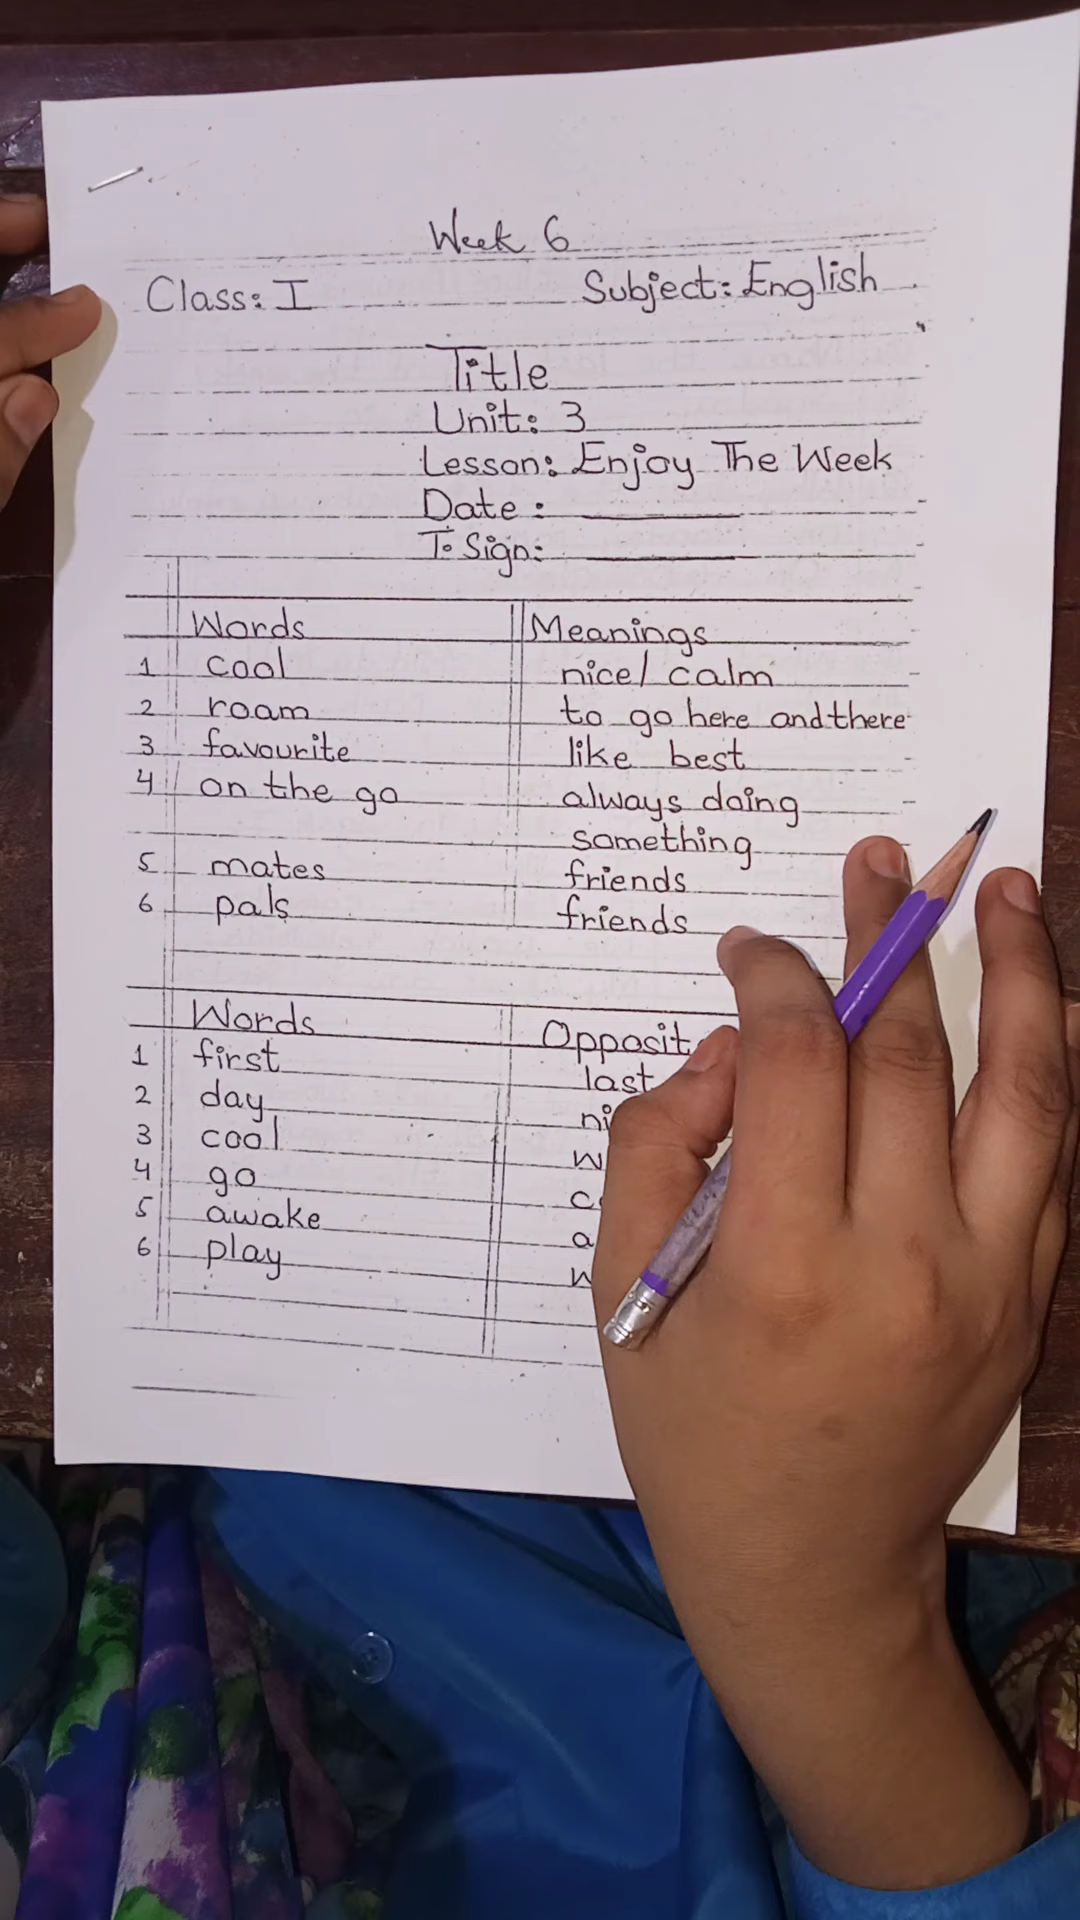 Week 6
Class: I Subject: English
Title
Unit: 3
Lesson: Enjoy The Week
Date :
T. Sign:
Words Meanings
1 cool nice/ calm
2 roam to go here and there
3 favourite like best
4 on the go always doing
something
5 mates friends
6 pals friends
Words
1 first last
2 day
3 cool
4 go
5 awake
6 play